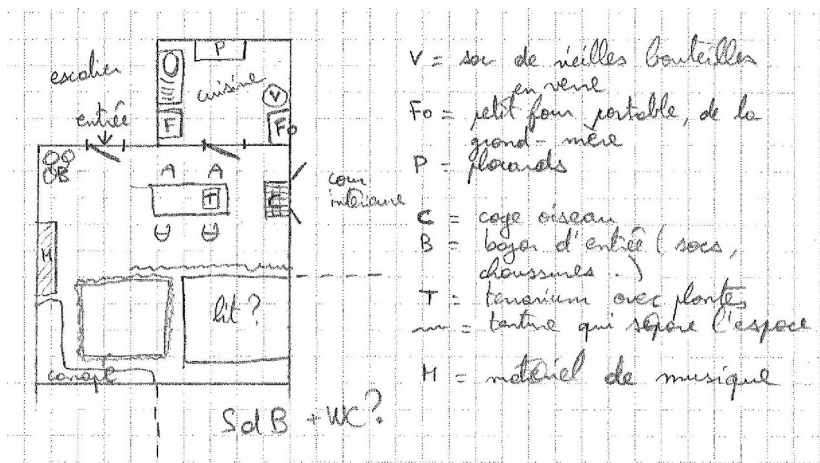 escalier
entrée
P
cuisine
V
F
Fo
B
A A
T
C
cour
intérieure
M
lit ?
canapé
SdB + WC ?
V = sac de vieilles bouteilles
en verre
Fo = petit four portable, de la
grand-mère
P = placards
C = cage oiseau
B = bazar d'entrée (sacs,
chaussures..)
T = terrarium avec plantes
= tenture qui sépare l'espace
M = matériel de musique